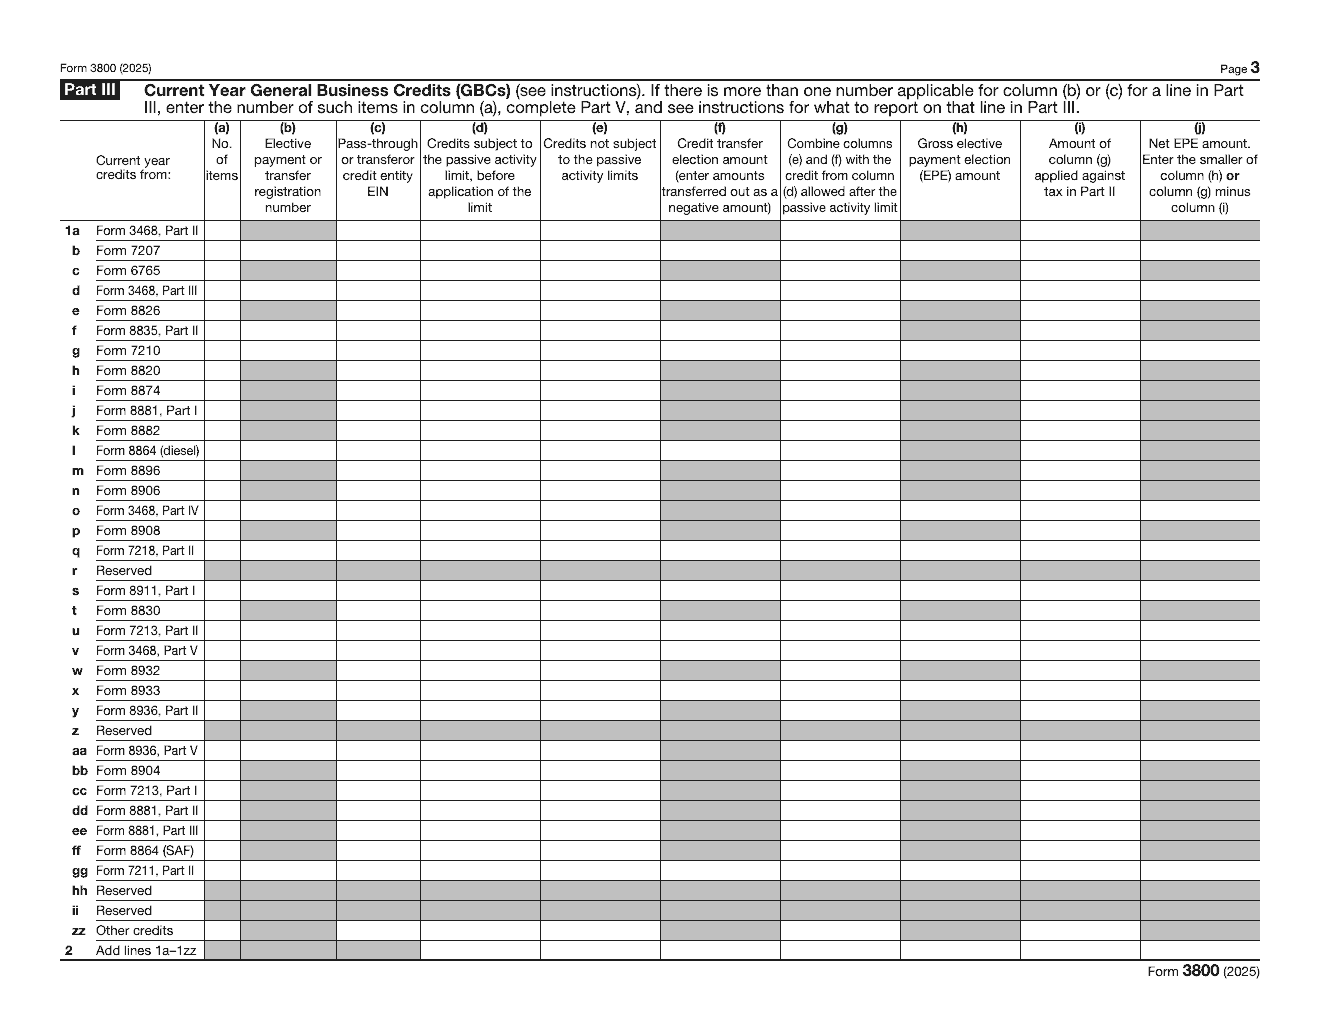 Form 3800 (2025) Page 3
Part III Current Year General Business Credits (GBCs) (see instructions). If there is more than one number applicable for column (b) or (c) for a line in Part
III, enter the number of such items in column (a), complete Part V, and see instructions for what to report on that line in Part III.
Current year
credits from:
(a)
No.
of
items
(b)
Elective
payment or
transfer
registration
number
(c)
Pass-through
or transferor
credit entity
EIN
(d)
Credits subject to
the passive activity
limit, before
application of the
limit
(e)
Credits not subject
to the passive
activity limits
(f)
Credit transfer
election amount
(enter amounts
transferred out as a
negative amount)
(g)
Combine columns
(e) and (f) with the
credit from column
(d) allowed after the
passive activity limit
(h)
Gross elective
payment election
(EPE) amount
(i)
Amount of
column (g)
applied against
tax in Part II
(j)
Net EPE amount.
Enter the smaller of
column (h) or
column (g) minus
column (i)
1a Form 3468, Part II
b Form 7207
c Form 6765
d Form 3468, Part III
e Form 8826
f Form 8835, Part II
g Form 7210
h Form 8820
i Form 8874
j Form 8881, Part I
k Form 8882
l Form 8864 (diesel)
m Form 8896
n Form 8906
o Form 3468, Part IV
p Form 8908
q Form 7218, Part II
r Reserved
s Form 8911, Part I
t Form 8830
u Form 7213, Part II
v Form 3468, Part V
w Form 8932
x Form 8933
y Form 8936, Part II
z Reserved
aa Form 8936, Part V
bb Form 8904
cc Form 7213, Part I
dd Form 8881, Part II
ee Form 8881, Part III
ff Form 8864 (SAF)
gg Form 7211, Part II
hh Reserved
ii Reserved
zz Other credits
2 Add lines 1a–1zz
Form 3800 (2025)